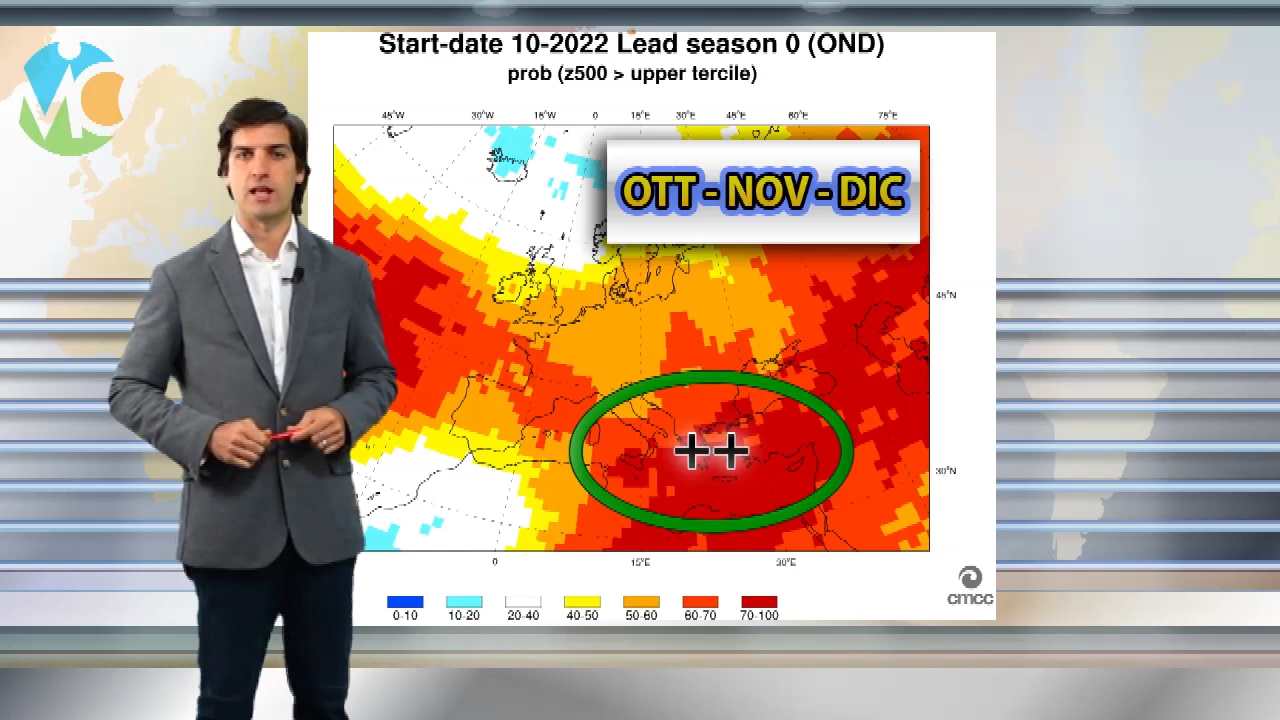 Start-date 10-2022 Lead season 0 (OND)
prob (z500 > upper tercile)
45°W 30°W 15°W 0 15°E 30°E 45°E 60°E 75°E
MC
OTT - NOV - DIC
45°N
++
30°N
0 15°E 30°E
cmcc
0-10 10-20 20-40 40-50 50-60 60-70 70-100